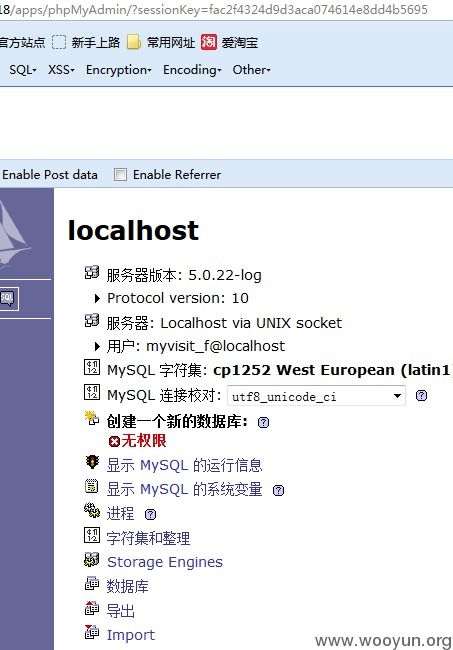 18/apps/phpMyAdmin/?sessionKey=fac2f4324d9d3aca074614e8dd4b5695
官方站点 新手上路 常用网址 淘 爱淘宝
SQL▾ XSS▾ Encryption▾ Encoding▾ Other▾
Enable Post data Enable Referrer
localhost
SQL
服务器版本: 5.0.22-log
Protocol version: 10
服务器: Localhost via UNIX socket
用户: myvisit_f@localhost
MySQL 字符集: cp1252 West European (latin1
MySQL 连接校对: utf8_unicode_ci
创建一个新的数据库:
无权限
显示 MySQL 的运行信息
显示 MySQL 的系统变量
进程
字符集和整理
Storage Engines
数据库
导出
Import
www.wooyun.org